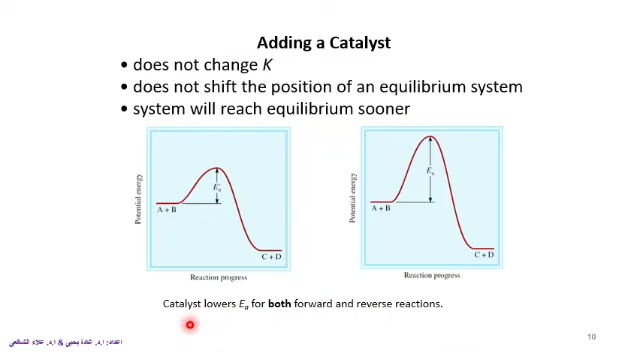 Adding a Catalyst
• does not change K
• does not shift the position of an equilibrium system
• system will reach equilibrium sooner
Potential energy
E'a
A + B
C + D
Reaction progress
Potential energy
Ea
A + B
C + D
Reaction progress
Catalyst lowers Ea for both forward and reverse reactions.
اعداد: ا.د. غادة يحيى & ا.د. علاء الشافعي
10